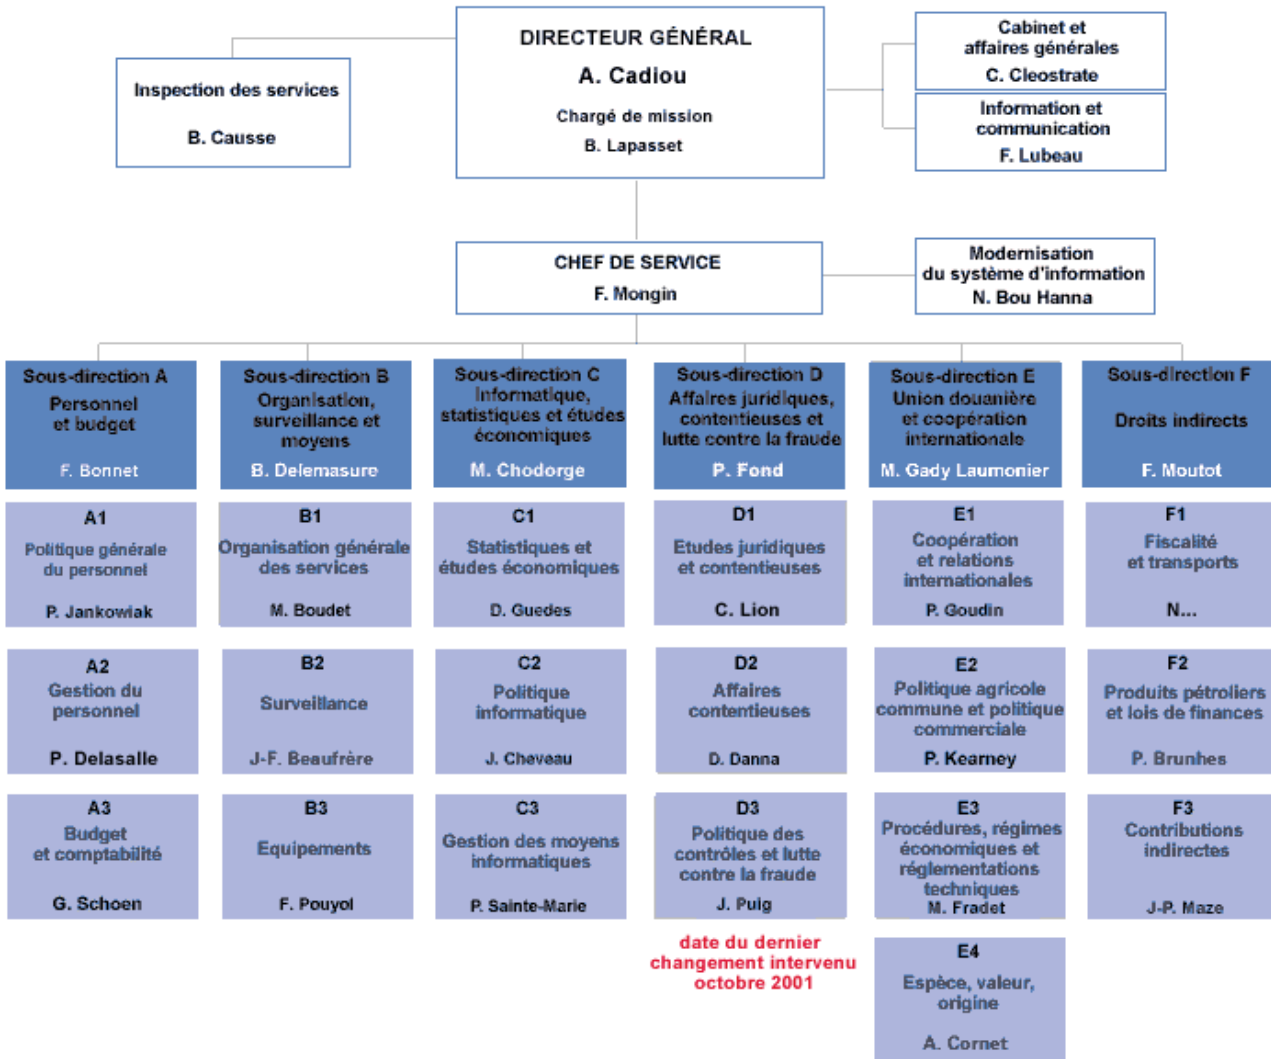 DIRECTEUR GÉNÉRAL
A. Cadiou
Chargé de mission
B. Lapasset
Inspection des services
B. Causse
Cabinet et
affaires générales
C. Cleostrate
Information et
communication
F. Lubeau
CHEF DE SERVICE
F. Mongin
Modernisation
du système d'information
N. Bou Hanna
Sous-direction A
Personnel
et budget
F. Bonnet
Sous-direction B
Organisation,
surveillance et
moyens
B. Delemasure
Sous-direction C
Informatique,
statistiques et études
économiques
M. Chodorge
Sous-direction D
Affaires juridiques,
contentieuses et
lutte contre la fraude
P. Fond
Sous-direction E
Union douanière
et coopération
internationale
M. Gady Laumonier
Sous-direction F
Droits indirects
F. Moutot
A1
Politique générale
du personnel
P. Jankowiak
B1
Organisation générale
des services
M. Boudet
C1
Statistiques et
études économiques
D. Guedes
D1
Etudes juridiques
et contentieuses
C. Lion
E1
Coopération
et relations
internationales
P. Goudin
F1
Fiscalité
et transports
N...
A2
Gestion du
personnel
P. Delasalle
B2
Surveillance
J-F. Beaufrère
C2
Politique
informatique
J. Cheveau
D2
Affaires
contentieuses
D. Danna
E2
Politique agricole
commune et politique
commerciale
P. Kearney
F2
Produits pétroliers
et lois de finances
P. Brunhes
A3
Budget
et comptabilité
G. Schoen
B3
Equipements
F. Pouyol
C3
Gestion des moyens
informatiques
P. Sainte-Marie
D3
Politique des
contrôles et lutte
contre la fraude
J. Puig
E3
Procédures, régimes
économiques et
réglementations
techniques
M. Fradet
F3
Contributions
indirectes
J-P. Maze
date du dernier
changement intervenu
octobre 2001
E4
Espèce, valeur,
origine
A. Cornet